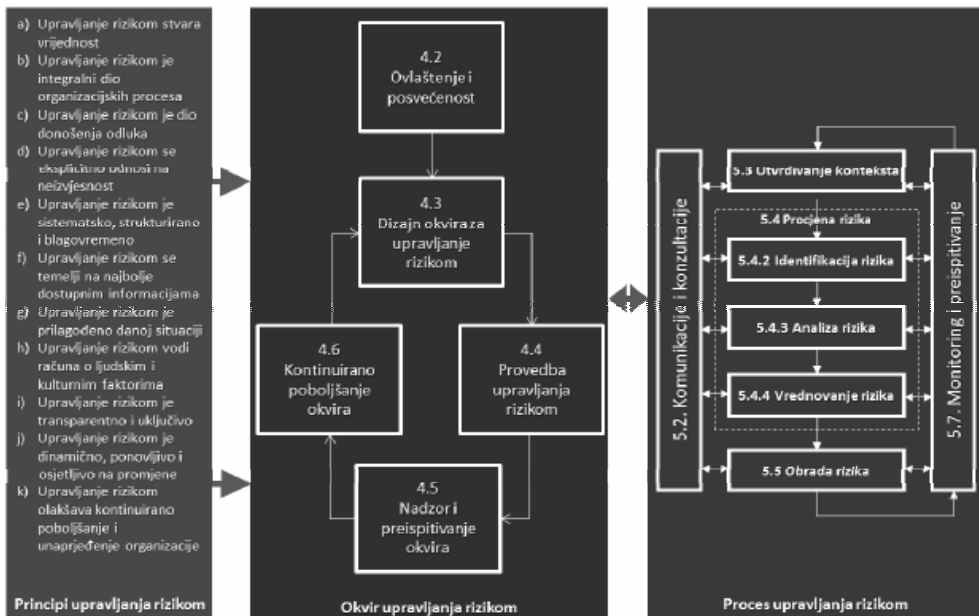 a) Upravljanje rizikom stvara
vrijednost
b) Upravljanje rizikom je
integralni dio
organizacijskih procesa
c) Upravljanje rizikom je dio
donošenja odluka
d) Upravljanje rizikom se
eksplicitno odnosi na
neizvjesnost
e) Upravljanje rizikom je
sistematsko, strukturirano
i blagovremeno
f) Upravljanje rizikom se
temelji na najbolje
dostupnim informacijama
g) Upravljanje rizikom je
prilagođeno danoj situaciji
h) Upravljanje rizikom vodi
računa o ljudskim i
kulturnim faktorima
i) Upravljanje rizikom je
transparentno i uključivo
j) Upravljanje rizikom je
dinamično, ponovljivo i
osjetljivo na promjene
k) Upravljanje rizikom
olakšava kontinuirano
poboljšanje i
unaprjeđenje organizacije
Principi upravljanja rizikom
4.2
Ovlaštenje i
posvećenost
4.3
Dizajn okvira za
upravljanje
rizikom
4.6
Kontinuirano
poboljšanje
okvira
4.4
Provedba
upravljanja
rizikom
4.5
Nadzor i
preispitivanje
okvira
Okvir upravljanja rizikom
5.2. Komunikacije i konzultacije
5.3 Utvrđivanje konteksta
5.4 Procjena rizika
5.4.2 Identifikacija rizika
5.4.3 Analiza rizika
5.4.4 Vrednovanje rizika
5.5 Obrada rizika
5.7. Monitoring i preispitivanje
Proces upravljanja rizikom